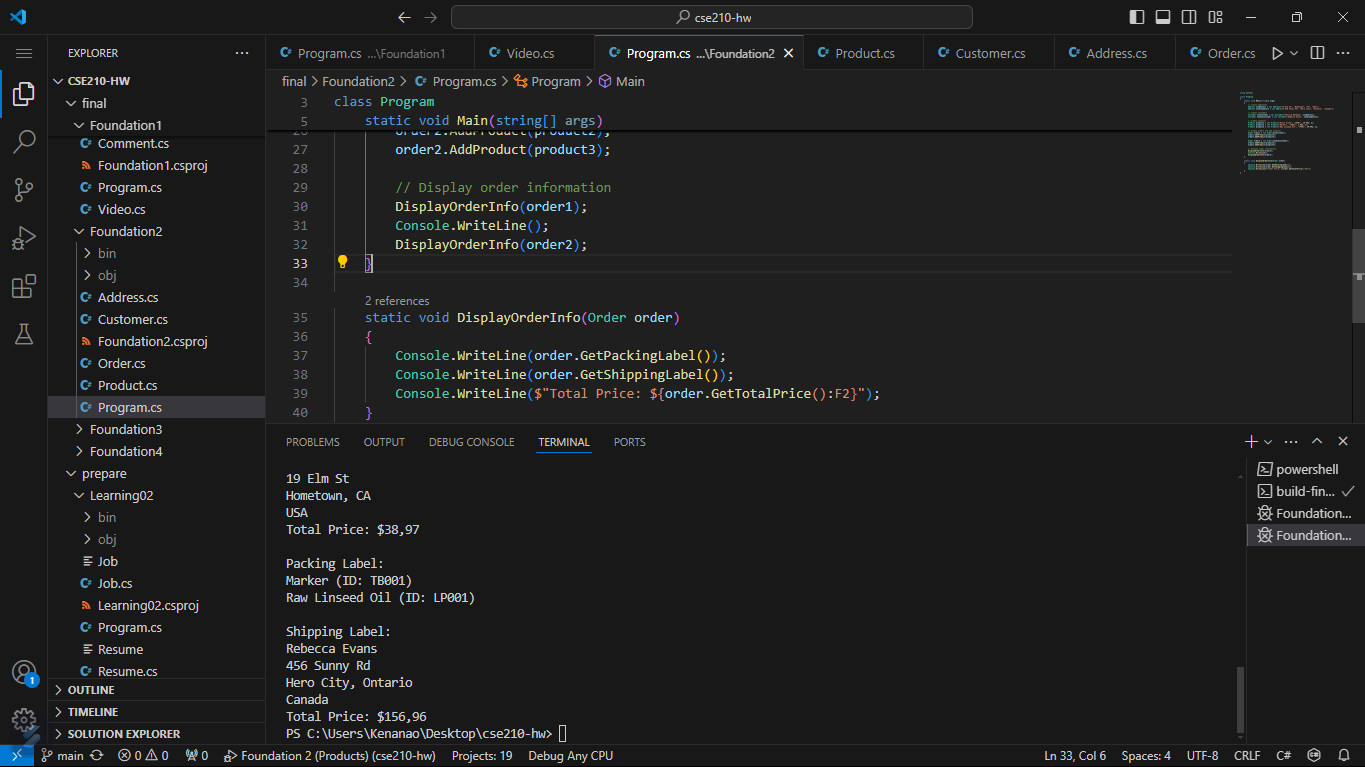 cse210-hw
EXPLORER
Program.cs ...\Foundation1
Video.cs
Program.cs ...\Foundation2
Product.cs
Customer.cs
Address.cs
Order.cs
final > Foundation2 > Program.cs > Program > Main
CSE210-HW
final
Foundation1
Comment.cs
Foundation1.csproj
Program.cs
Video.cs
Foundation2
bin
obj
Address.cs
Customer.cs
Foundation2.csproj
Order.cs
Product.cs
Program.cs
Foundation3
Foundation4
prepare
Learning02
bin
obj
Job
Job.cs
Learning02.csproj
Program.cs
Resume
Resume.cs
OUTLINE
TIMELINE
SOLUTION EXPLORER
3 class Program
5 static void Main(string[] args)
26 order2.AddProduct(product2);
27 order2.AddProduct(product3);
28
29 // Display order information
30 DisplayOrderInfo(order1);
31 Console.WriteLine();
32 DisplayOrderInfo(order2);
33 }
34
2 references
35 static void DisplayOrderInfo(Order order)
36 {
37 Console.WriteLine(order.GetPackingLabel());
38 Console.WriteLine(order.GetShippingLabel());
39 Console.WriteLine($"Total Price: ${order.GetTotalPrice():F2}");
40 }
PROBLEMS OUTPUT DEBUG CONSOLE TERMINAL PORTS
19 Elm St
Hometown, CA
USA
Total Price: $38,97
Packing Label:
Marker (ID: TB001)
Raw Linseed Oil (ID: LP001)
Shipping Label:
Rebecca Evans
456 Sunny Rd
Hero City, Ontario
Canada
Total Price: $156,96
PS C:\Users\Kenanao\Desktop\cse210-hw>
powershell
build-fin...
Foundation...
Foundation...
1
main 0 0 0 Foundation 2 (Products) (cse210-hw) Projects: 19 Debug Any CPU Ln 33, Col 6 Spaces: 4 UTF-8 CRLF C#